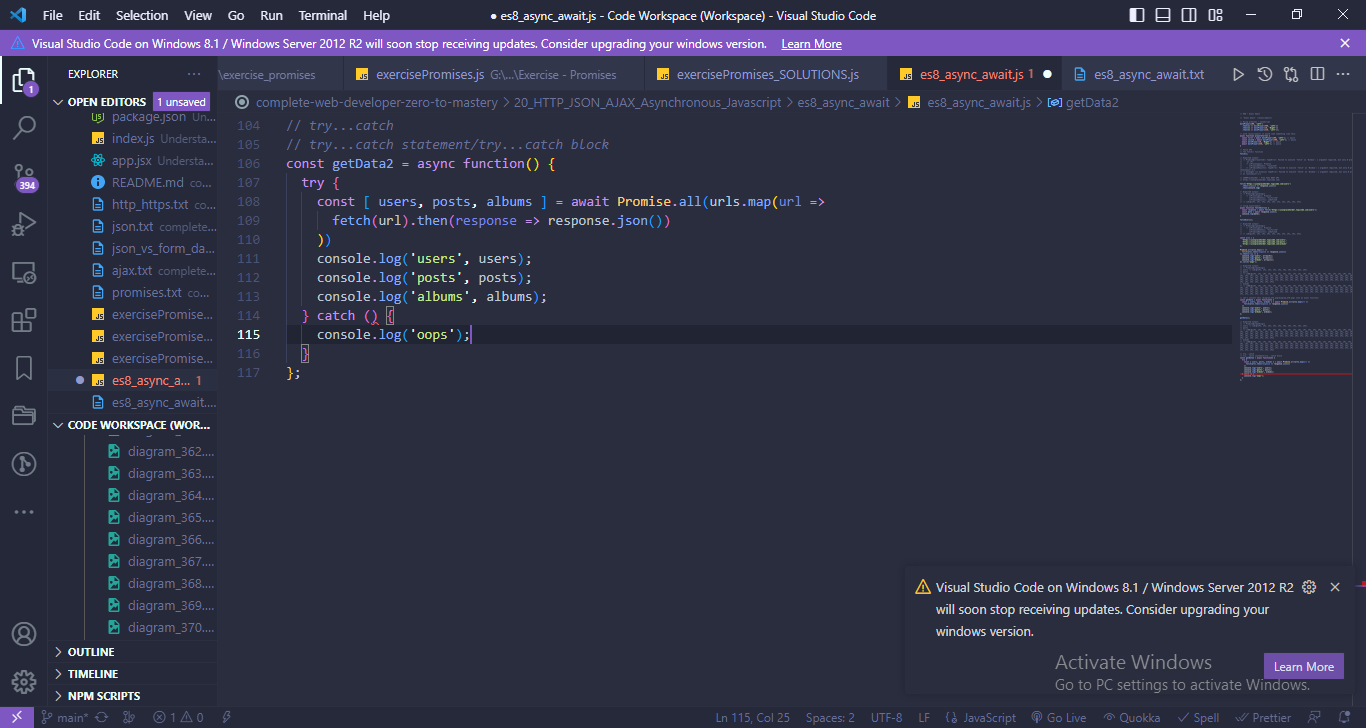 File Edit Selection View Go Run Terminal Help
● es8_async_await.js - Code Workspace (Workspace) - Visual Studio Code
Visual Studio Code on Windows 8.1 / Windows Server 2012 R2 will soon stop receiving updates. Consider upgrading your windows version. Learn More
EXPLORER
\exercise_promises
exercisePromises.js G:\...\Exercise - Promises
exercisePromises_SOLUTIONS.js
es8_async_await.js 1
es8_async_await.txt
1
OPEN EDITORS 1 unsaved
package.json Un...
index.js Understa...
app.jsx Understa...
README.md co...
http_https.txt co...
json.txt complete...
json_vs_form_da...
ajax.txt complete...
promises.txt co...
exercisePromise...
exercisePromise...
exercisePromise...
es8_async_a... 1
es8_async_await....
394
CODE WORKSPACE (WOR...
diagram_362....
diagram_363....
diagram_364....
diagram_365....
diagram_366....
diagram_367....
diagram_368....
diagram_369....
diagram_370....
OUTLINE
TIMELINE
NPM SCRIPTS
complete-web-developer-zero-to-mastery > 20_HTTP_JSON_AJAX_Asynchronous_Javascript > es8_async_await > es8_async_await.js > getData2
104 // try...catch
105 // try...catch statement/try...catch block
106 const getData2 = async function() {
107 try {
108 const [ users, posts, albums ] = await Promise.all(urls.map(url =>
109 fetch(url).then(response => response.json())
110 ))
111 console.log('users', users);
112 console.log('posts', posts);
113 console.log('albums', albums);
114 } catch () {
115 console.log('oops');
116 }
117 };
Visual Studio Code on Windows 8.1 / Windows Server 2012 R2
will soon stop receiving updates. Consider upgrading your
windows version.
Learn More
Activate Windows
Go to PC settings to activate Windows.
main* 1 0
Ln 115, Col 25 Spaces: 2 UTF-8 LF JavaScript Go Live Quokka Spell Prettier